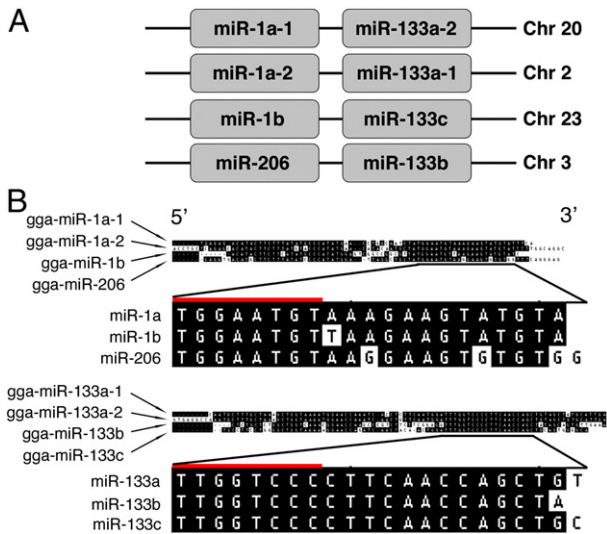 A
miR-1a-1 miR-133a-2 Chr 20
miR-1a-2 miR-133a-1 Chr 2
miR-1b miR-133c Chr 23
miR-206 miR-133b Chr 3
B
5’ 3’
gga-miR-1a-1
gga-miR-1a-2
gga-miR-1b
gga-miR-206
miR-1a T G G A A T G T A A A G A A G T A T G T A
miR-1b T G G A A T G T T A A G A A G T A T G T A
miR-206 T G G A A T G T A A G G A A G T G T G T G G
gga-miR-133a-1
gga-miR-133a-2
gga-miR-133b
gga-miR-133c
miR-133a T T G G T C C C C T T C A A C C A G C T G T
miR-133b T T G G T C C C C T T C A A C C A G C T A
miR-133c T T G G T C C C C T T C A A C C A G C T G C